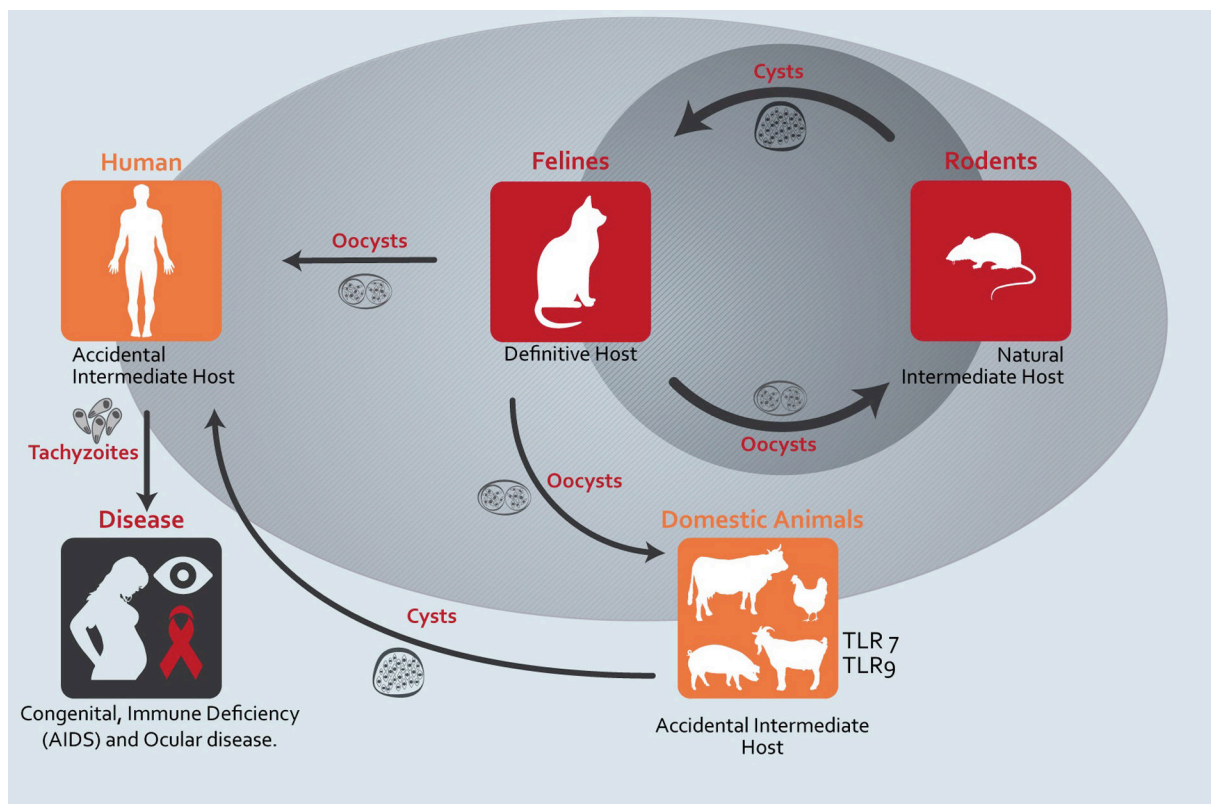 Cysts
Human
Felines
Rodents
Oocysts
Accidental
Intermediate Host
Definitive Host
Natural
Intermediate Host
Tachyzoites
Oocysts
Oocysts
Disease
Domestic Animals
Cysts
TLR 7
TLR9
Congenital, Immune Deficiency
(AIDS) and Ocular disease.
Accidental Intermediate
Host